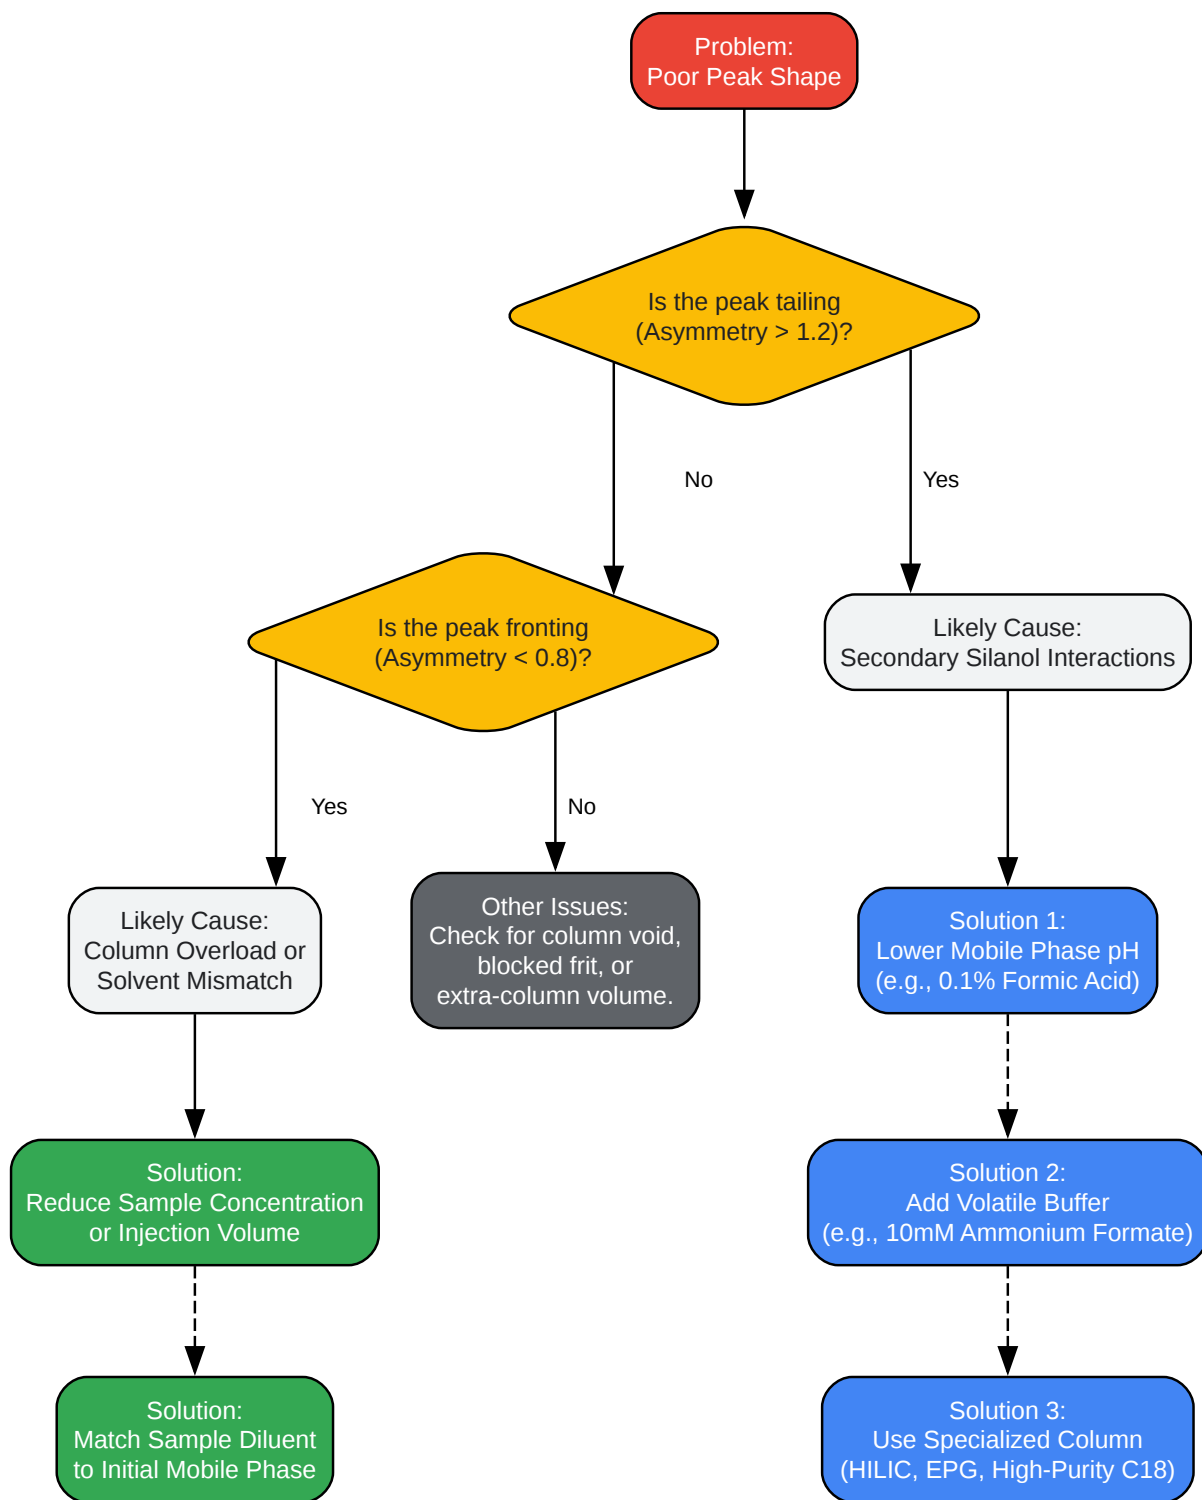 Problem:
Poor Peak Shape
Is the peak tailing
(Asymmetry > 1.2)?
No
Yes
Is the peak fronting
(Asymmetry < 0.8)?
Likely Cause:
Secondary Silanol Interactions
Yes
No
Likely Cause:
Column Overload or
Solvent Mismatch
Other Issues:
Check for column void,
blocked frit, or
extra-column volume.
Solution 1:
Lower Mobile Phase pH
(e.g., 0.1% Formic Acid)
Solution:
Reduce Sample Concentration
or Injection Volume
Solution 2:
Add Volatile Buffer
(e.g., 10mM Ammonium Formate)
Solution:
Match Sample Diluent
to Initial Mobile Phase
Solution 3:
Use Specialized Column
(HILIC, EPG, High-Purity C18)